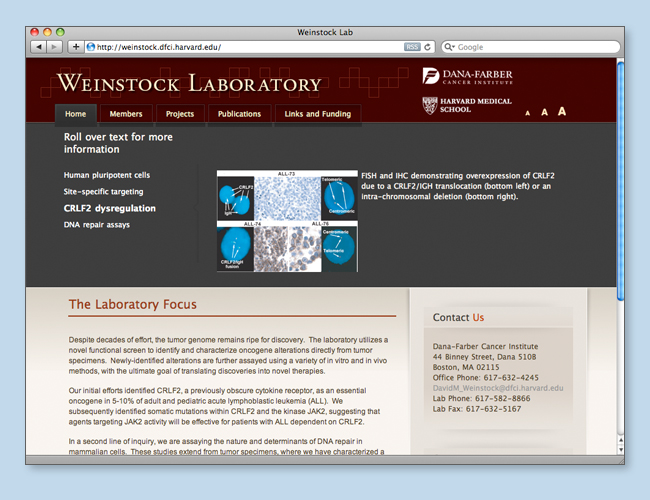 Weinstock Lab
http://weinstock.dfci.harvard.edu/
RSS
Google
WEINSTOCK LABORATORY
DANA-FARBER
CANCER INSTITUTE
HARVARD MEDICAL
SCHOOL
A A A
Home Members Projects Publications Links and Funding
Roll over text for more
information
Human pluripotent cells
Site-specific targeting
CRLF2 dysregulation
DNA repair assays
ALL-73
CRLF2
IgH
Telomeric
Centromeric
ALL-74 ALL-76
CRLF2/IgH
fusion
Centromeric
Telomeric
FISH and IHC demonstrating overexpression of CRLF2
due to a CRLF2/IGH translocation (bottom left) or an
intra-chromosomal deletion (bottom right).
The Laboratory Focus
Despite decades of effort, the tumor genome remains ripe for discovery. The laboratory utilizes a
novel functional screen to identify and characterize oncogene alterations directly from tumor
specimens. Newly-identified alterations are further assayed using a variety of in vitro and in vivo
methods, with the ultimate goal of translating discoveries into novel therapies.
Our initial efforts identified CRLF2, a previously obscure cytokine receptor, as an essential
oncogene in 5-10% of adult and pediatric acute lymphoblastic leukemia (ALL). We
subsequently identified somatic mutations within CRLF2 and the kinase JAK2, suggesting that
agents targeting JAK2 activity will be effective for patients with ALL dependent on CRLF2.
In a second line of inquiry, we are assaying the nature and determinants of DNA repair in
mammalian cells. These studies extend from tumor specimens, where we have characterized a
Contact Us
Dana-Farber Cancer Institute
44 Binney Street, Dana 510B
Boston, MA 02115
Office Phone: 617-632-4245
DavidM_Weinstock@dfci.harvard.edu
Lab Phone: 617-582-8866
Lab Fax: 617-632-5167